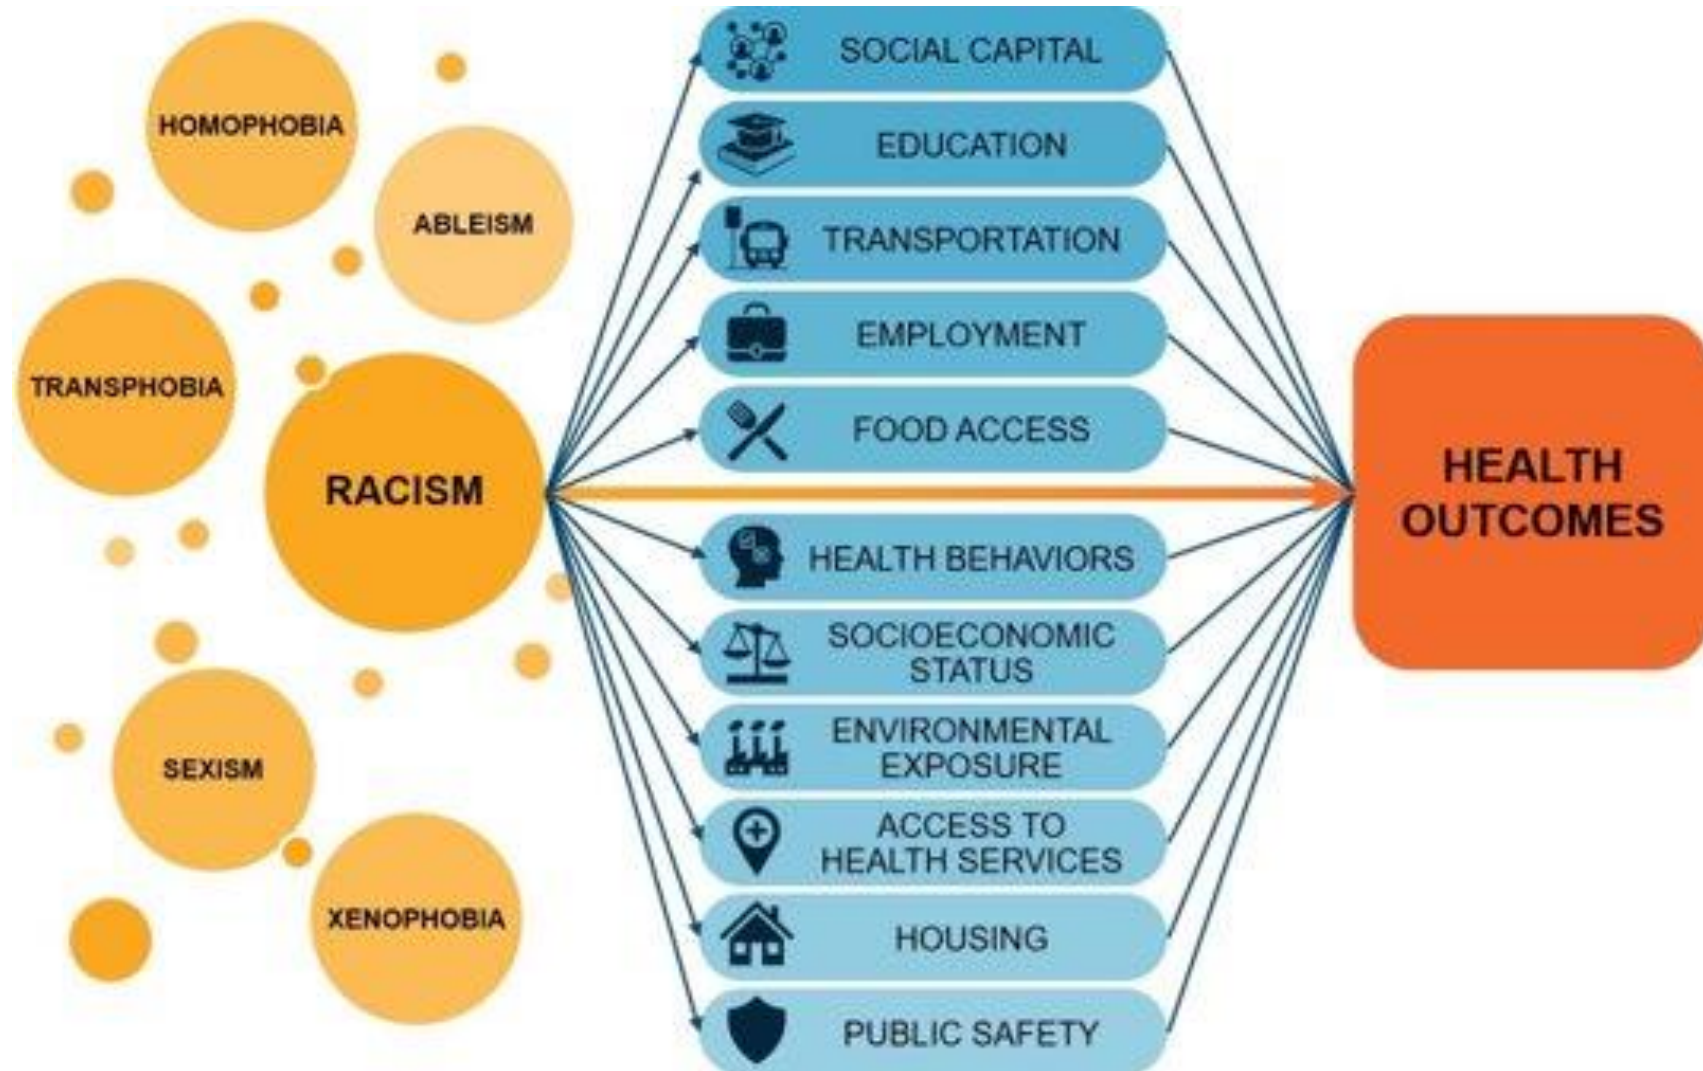 HOMOPHOBIA
ABLEISM
TRANSPHOBIA
RACISM
SEXISM
XENOPHOBIA
SOCIAL CAPITAL
EDUCATION
TRANSPORTATION
EMPLOYMENT
FOOD ACCESS
HEALTH BEHAVIORS
SOCIOECONOMIC
STATUS
ENVIRONMENTAL
EXPOSURE
ACCESS TO
HEALTH SERVICES
HOUSING
PUBLIC SAFETY
HEALTH
OUTCOMES